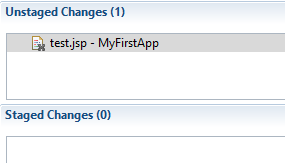 Unstaged Changes (1)
test.jsp - MyFirstApp
Staged Changes (0)